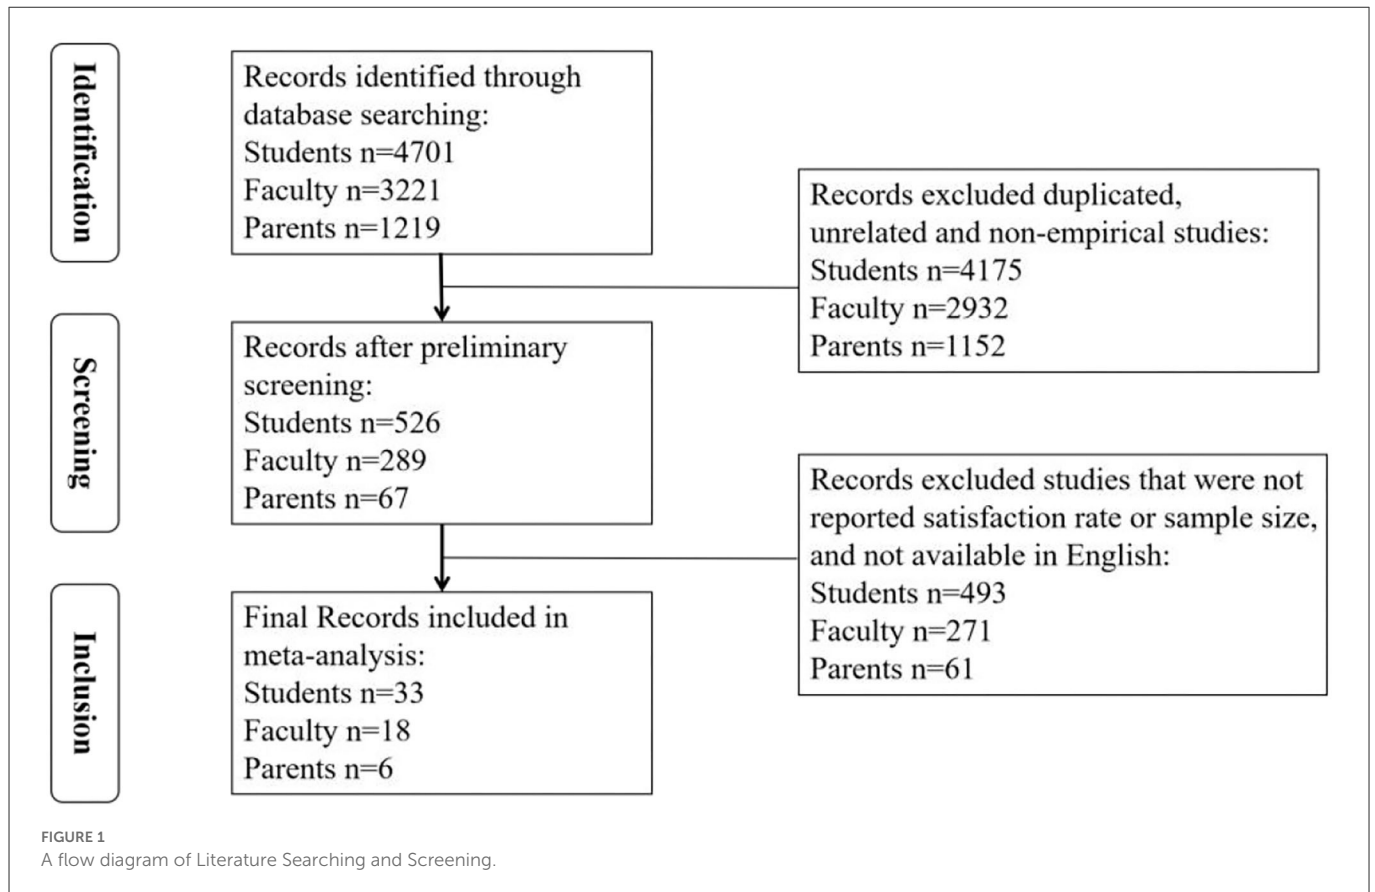 Identification
Records identified through
database searching:
Students n=4701
Faculty n=3221
Parents n=1219
Records excluded duplicated,
unrelated and non-empirical studies:
Students n=4175
Faculty n=2932
Parents n=1152
Screening
Records after preliminary
screening:
Students n=526
Faculty n=289
Parents n=67
Records excluded studies that were not
reported satisfaction rate or sample size,
and not available in English:
Students n=493
Faculty n=271
Parents n=61
Inclusion
Final Records included in
meta-analysis:
Students n=33
Faculty n=18
Parents n=6
FIGURE 1
A flow diagram of Literature Searching and Screening.